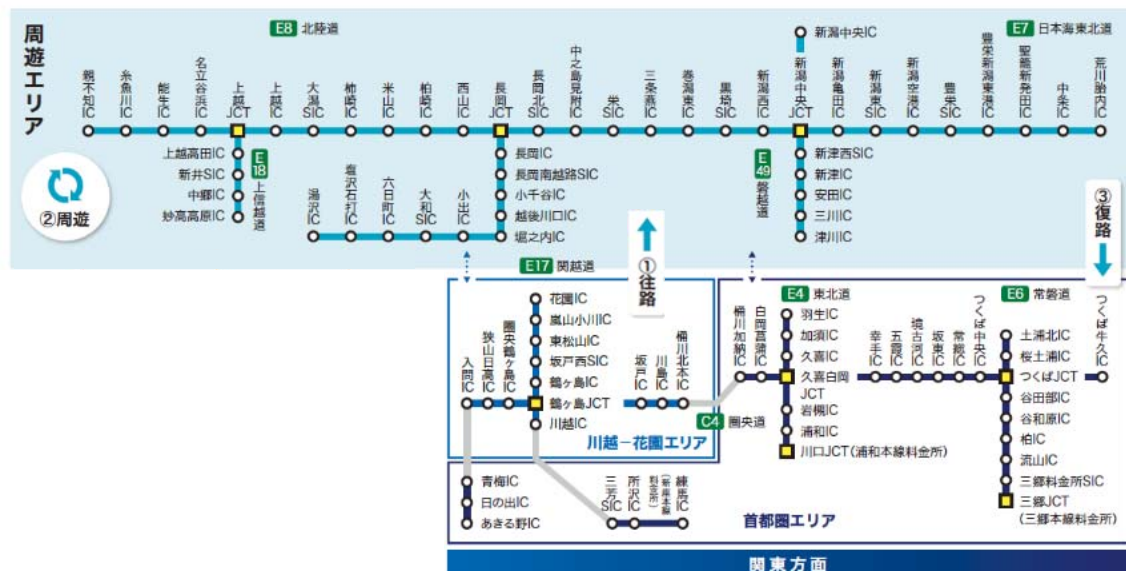 周遊エリア
E8 北陸道
E7 日本海東北道
親不知IC
糸魚川IC
能生IC
名立谷浜IC
上越JCT
上越IC
大潟SIC
柿崎IC
米山IC
柏崎IC
西山IC
長岡JCT
長岡北SIC
中之島見附IC
栄SIC
三条燕IC
巻潟東IC
黒埼SIC
新潟西IC
新潟中央IC
新潟中央JCT
新潟亀田IC
新潟東SIC
新潟空港IC
豊栄SIC
豊栄新潟東港IC
聖籠新発田IC
中条IC
荒川胎内IC
②周遊
上越高田IC
新井SIC
中郷IC
妙高高原IC
E18 上信越道
湯沢IC
塩沢石打IC
六日町IC
大和SIC
小出IC
長岡IC
長岡南越路SIC
小千谷IC
越後川口IC
堀之内IC
E49 磐越道
新津西SIC
新津IC
安田IC
三川IC
津川IC
①往路
③復路
E17 関越道
花園IC
嵐山小川IC
東松山IC
坂戸西SIC
鶴ヶ島IC
鶴ヶ島JCT
川越IC
入間IC
狭山日高IC
圏央鶴ヶ島IC
坂戸IC
川島IC
桶川北本IC
川越-花園エリア
C4 圏央道
桶川加納IC
白岡菖蒲IC
E4 東北道
羽生IC
加須IC
久喜IC
久喜白岡
JCT
岩槻IC
浦和IC
川口JCT(浦和本線料金所)
幸手IC
五霞IC
境古河IC
坂東IC
常総IC
つくば中央IC
E6 常磐道
土浦北IC
桜土浦IC
つくばJCT
谷田部IC
谷和原IC
柏IC
流山IC
三郷料金所SIC
三郷JCT
(三郷本線料金所)
つくば牛久IC
青梅IC
日の出IC
あきる野IC
三芳SIC
所沢IC
練馬IC
(新座本線料金所)
首都圏エリア
関東方面